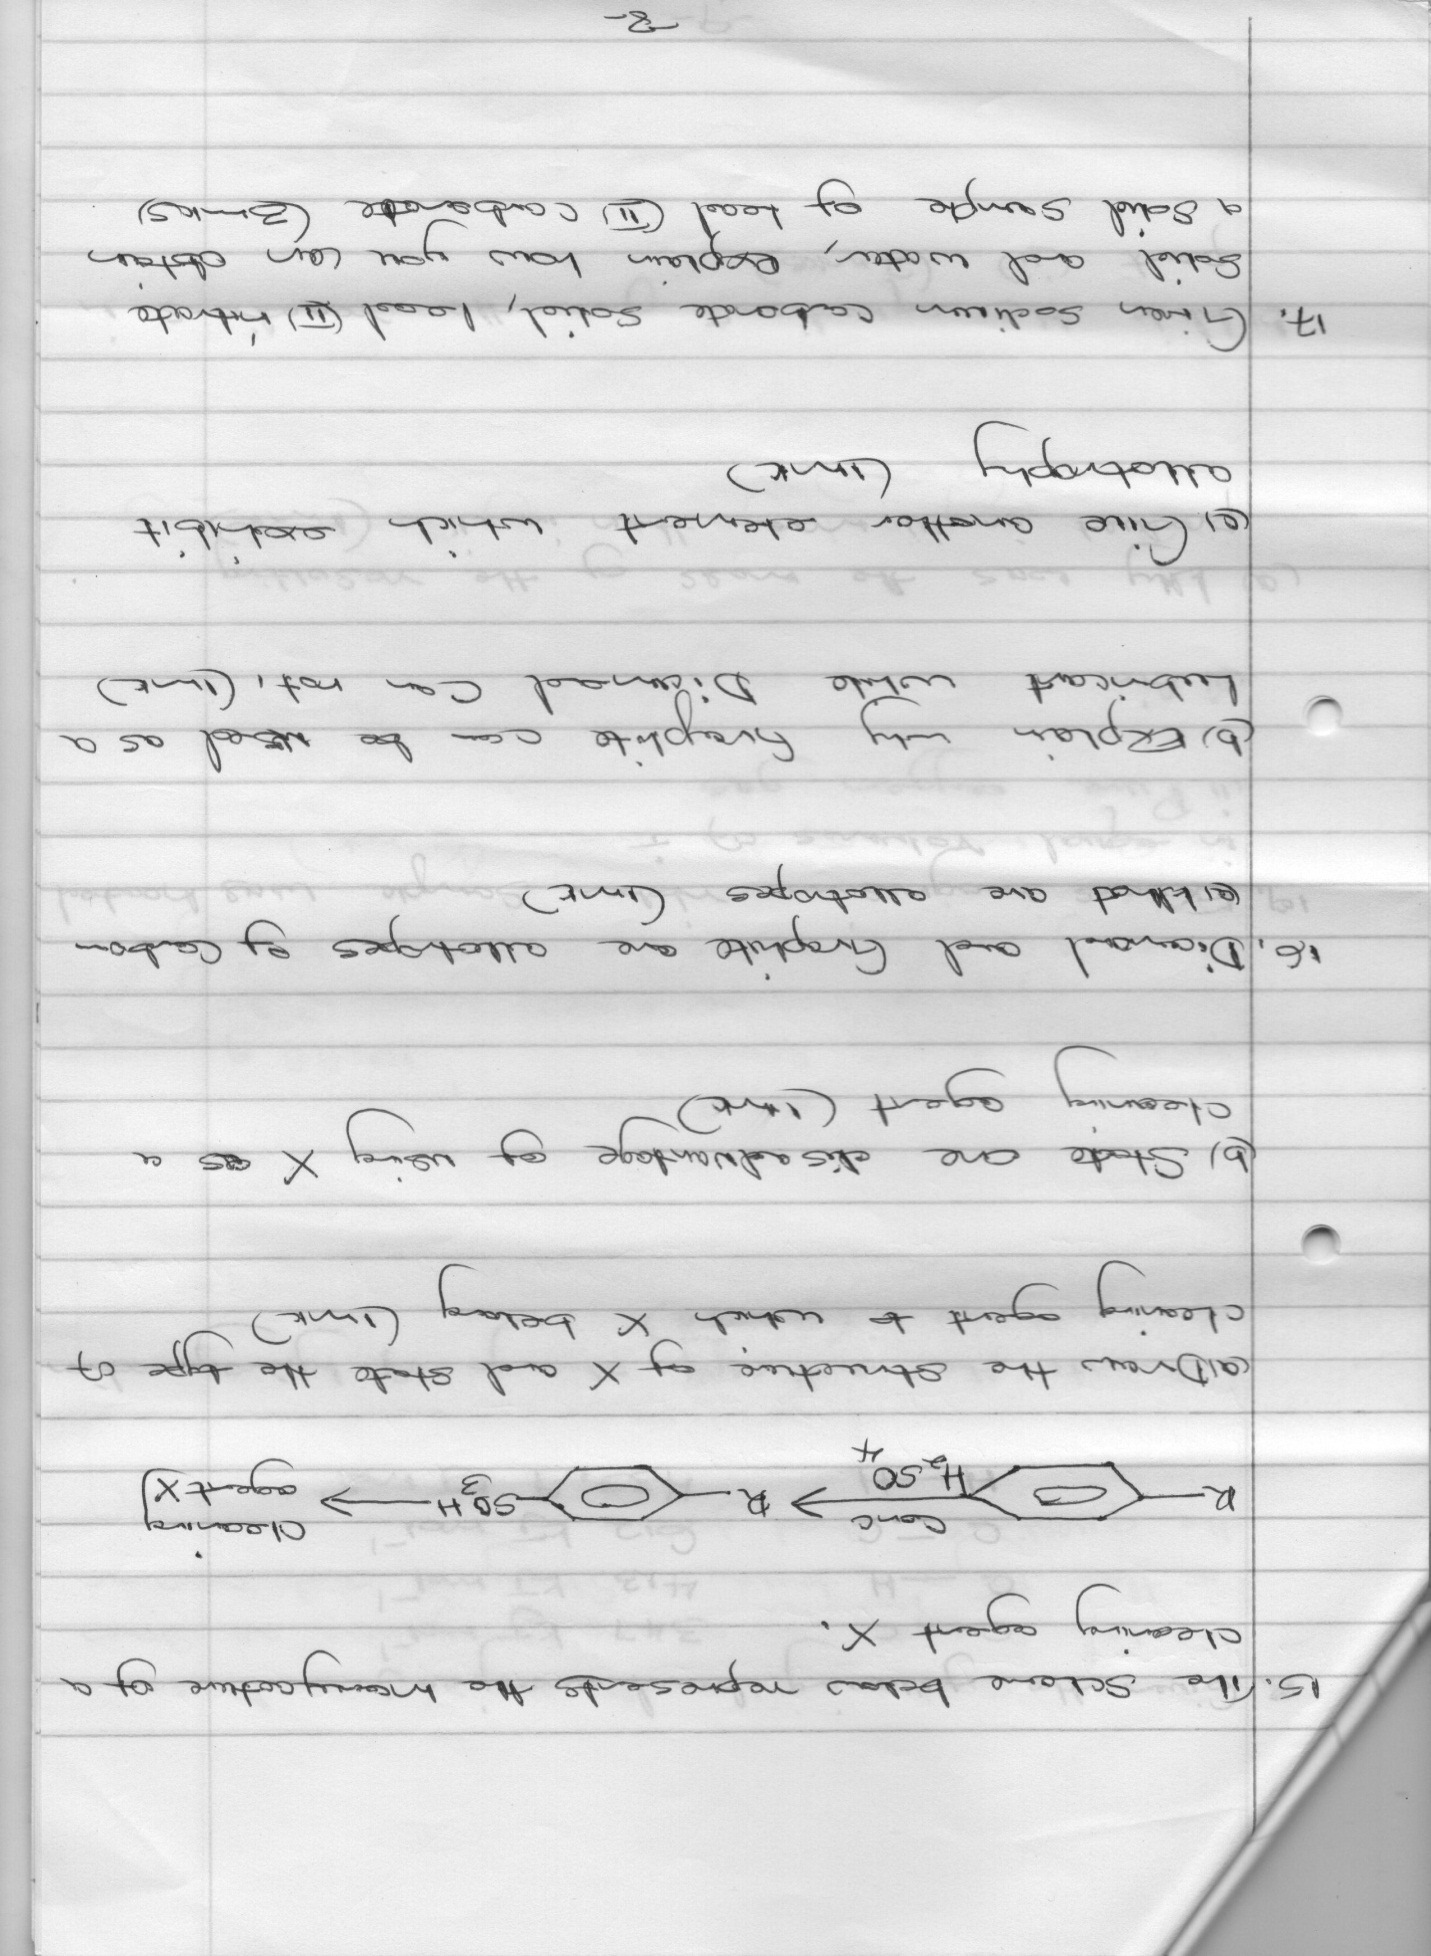 15. The Scheme below represents the manufacture of a
cleaning agent X.
R-⌬ Conc H2SO4 → R-⌬-SO3H → Cleaning agent X
(a) Draw the structure of X and state the type of
cleaning agent to which X belong (1mk)
(b) State one disadvantage of using X as a
cleaning agent (1mk)
16. Diamond and Graphite are allotropes of Carbon
(a) What are allotropes (1mk)
(b) Explain why Graphite can be used as a
Lubricant while Diamond Can not. (1mk)
(c) Give another element which exhibit
allotrophy (1mk)
17. Given Sodium carbonate Solid, Lead (II) nitrate
Solid and water, explain how you can obtain
a Solid Sample of Lead (II) Carbonate (3mks)
-8-